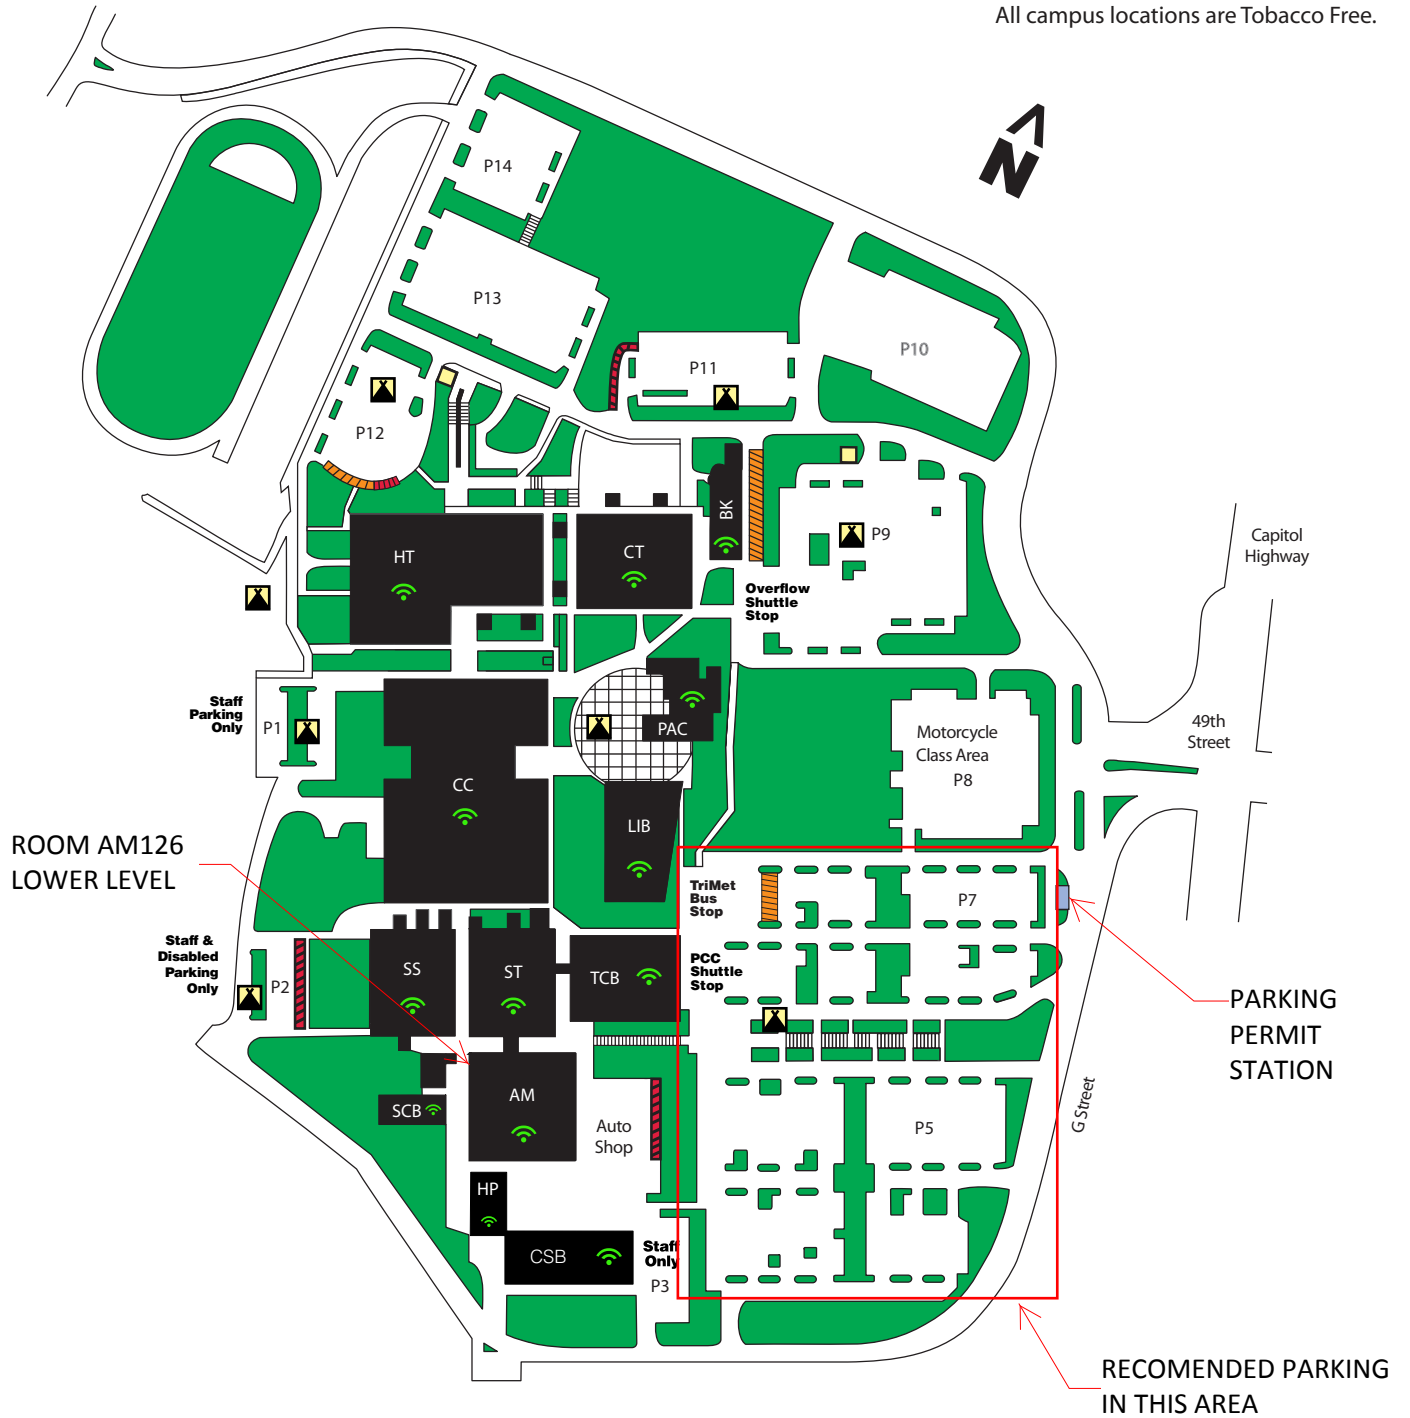 All campus locations are Tobacco Free.
N
P14
P13
P12
P11
P10
P9
BK
HT
CT
Overflow
Shuttle
Stop
Capitol
Highway
49th
Street
Staff
Parking
Only
P1
PAC
Motorcycle
Class Area
P8
CC
LIB
ROOM AM126
LOWER LEVEL
TriMet
Bus
Stop
P7
Staff &
Disabled
Parking
Only
P2
SS
ST
TCB
PCC
Shuttle
Stop
PARKING
PERMIT
STATION
G Street
AM
SCB
Auto
Shop
P5
HP
CSB
Staff
Only
P3
RECOMENDED PARKING
IN THIS AREA